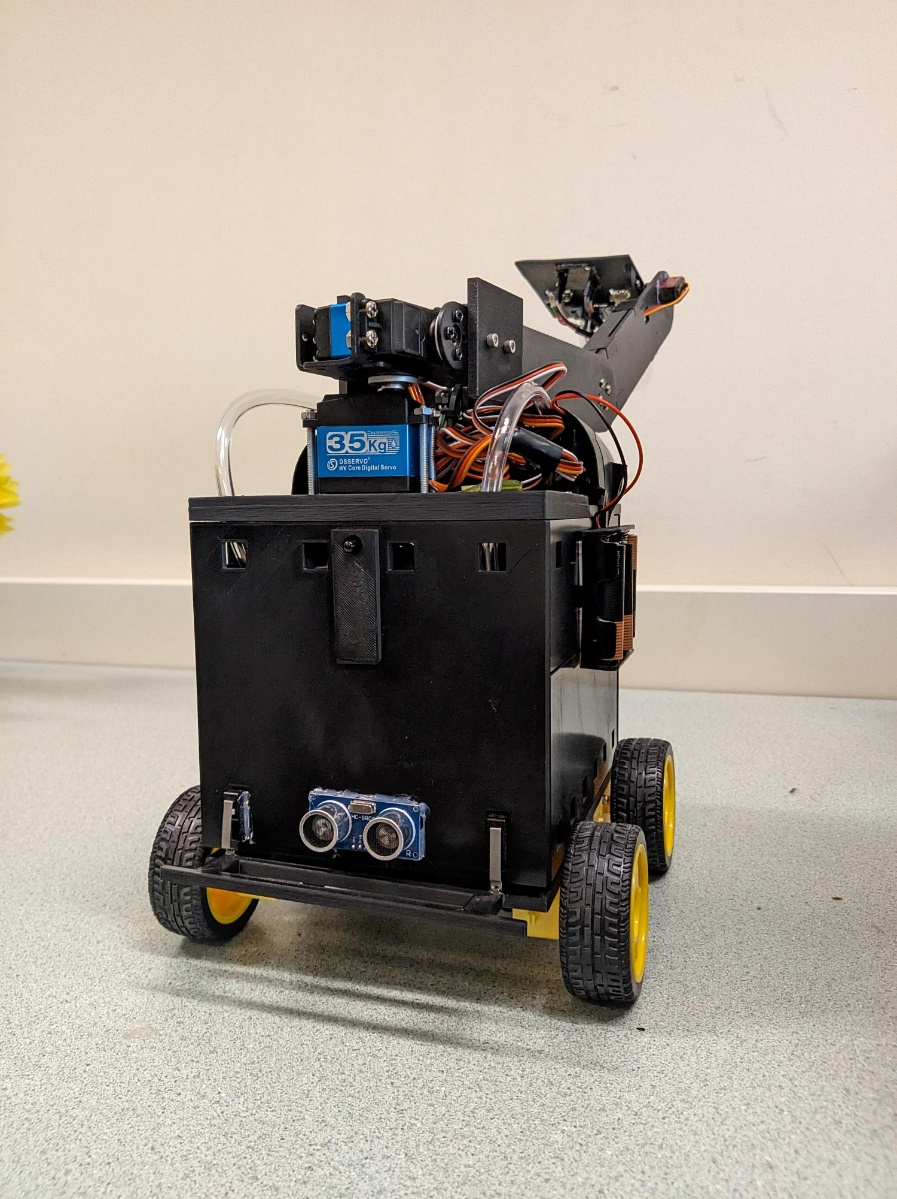 35Kg
DSSERVO
HV Core Digital Servo